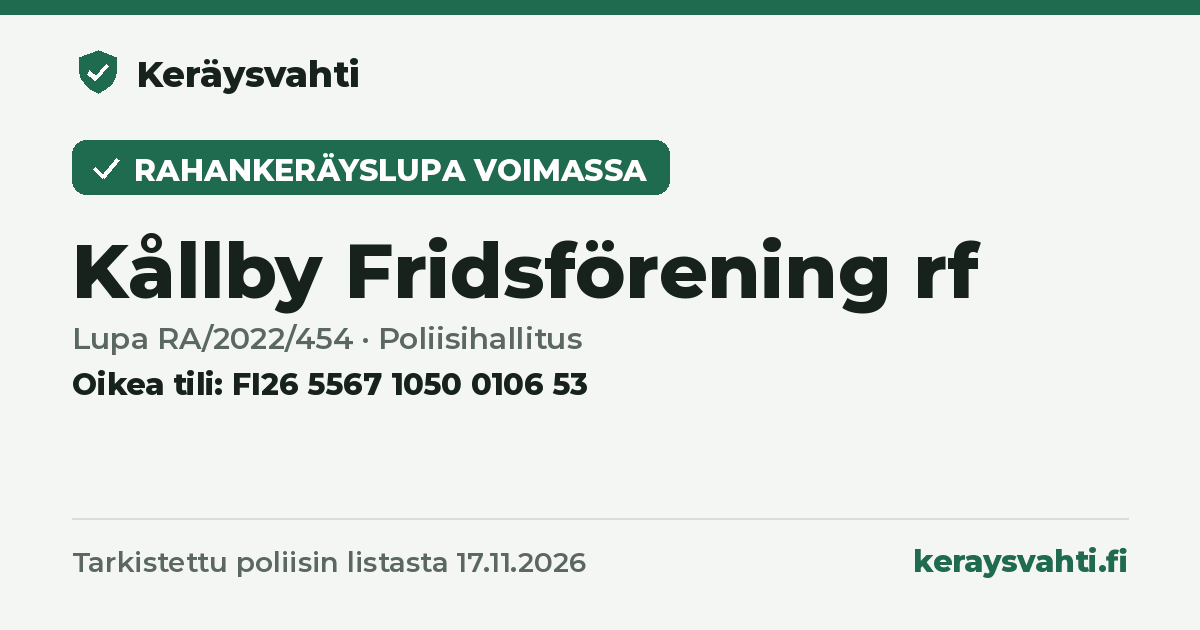 Keräysvahti
RAHANKERÄYSLUPA VOIMASSA
Kållby Fridsförening rf
Lupa RA/2022/454 · Poliisihallitus
Oikea tili: FI26 5567 1050 0106 53
Tarkistettu poliisin listasta 17.11.2026
keraysvahti.fi